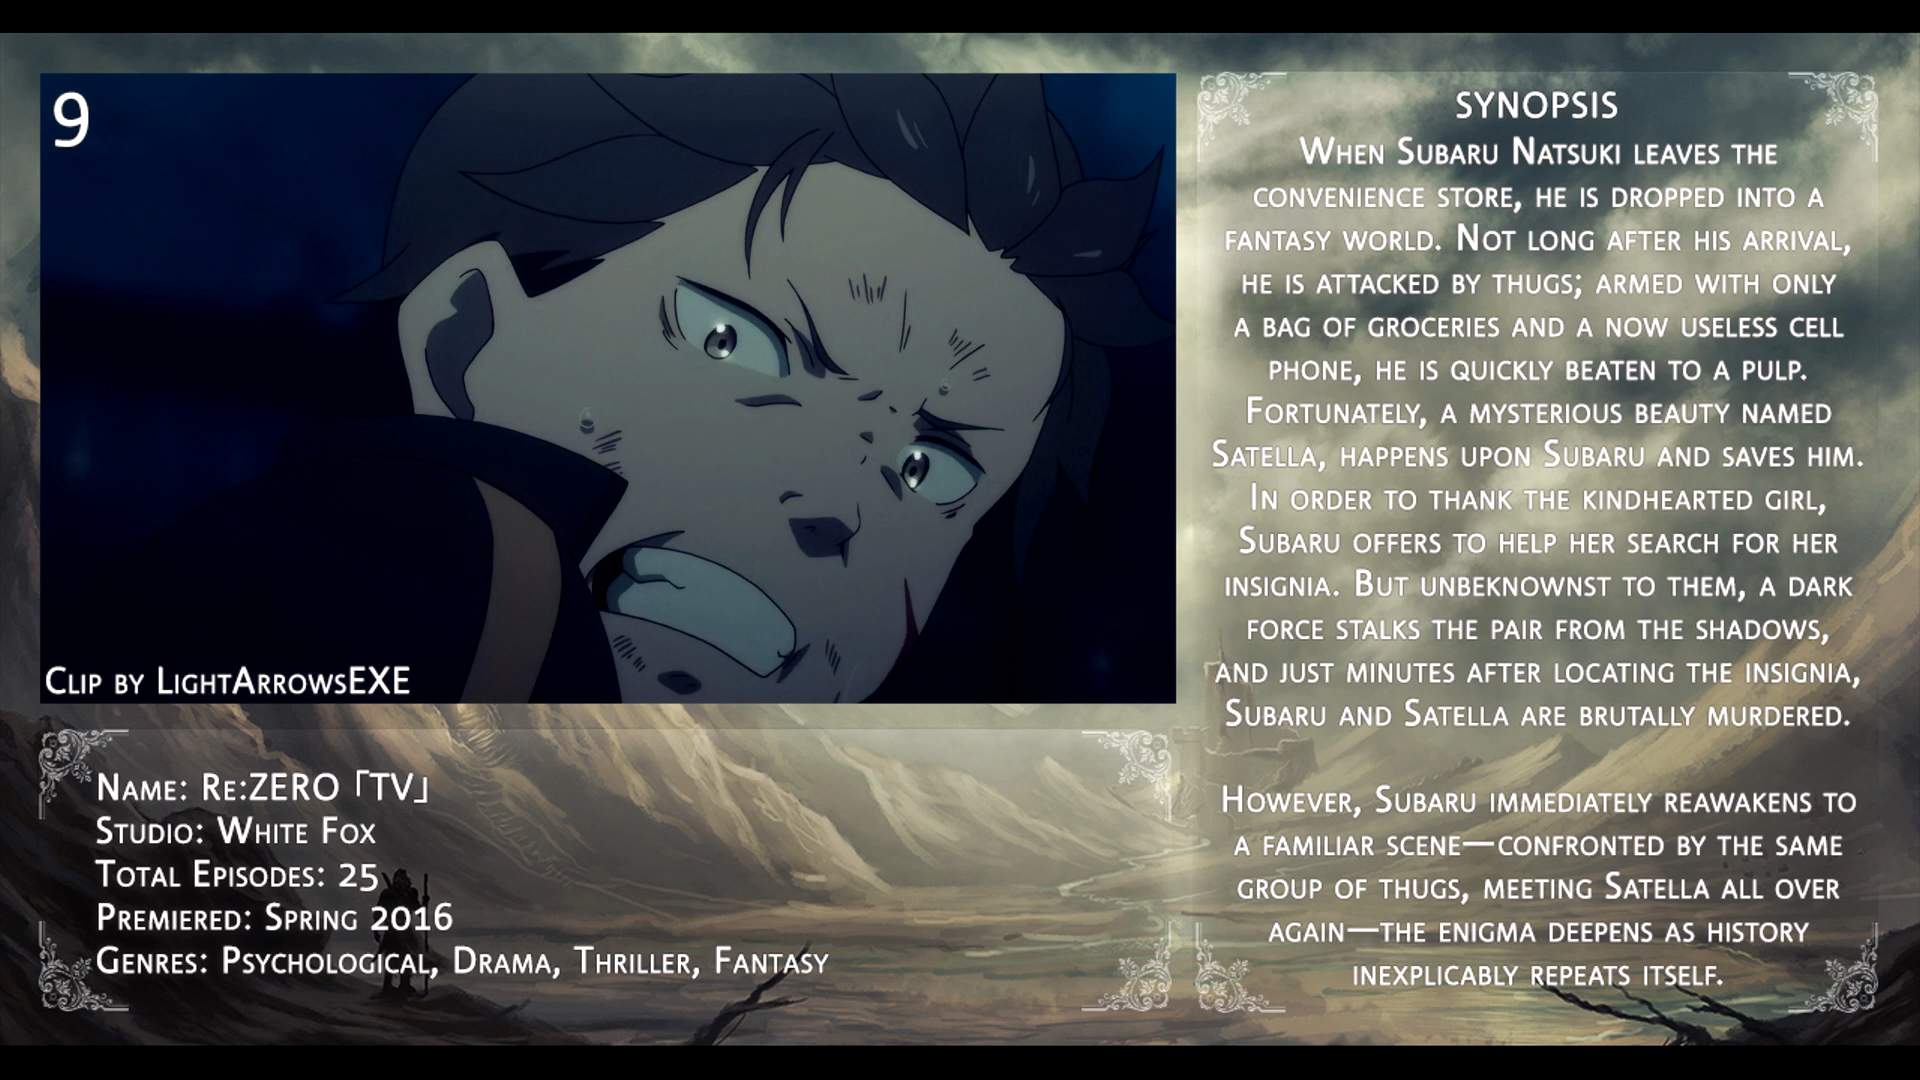 9
Clip by LightArrowsEXE
Name: Re:ZERO「TV」
Studio: White Fox
Total Episodes: 25
Premiered: Spring 2016
Genres: Psychological, Drama, Thriller, Fantasy
SYNOPSIS
When Subaru Natsuki leaves the
convenience store, he is dropped into a
fantasy world. Not long after his arrival,
he is attacked by thugs; armed with only
a bag of groceries and a now useless cell
phone, he is quickly beaten to a pulp.
Fortunately, a mysterious beauty named
Satella, happens upon Subaru and saves him.
In order to thank the kindhearted girl,
Subaru offers to help her search for her
insignia. But unbeknownst to them, a dark
force stalks the pair from the shadows,
and just minutes after locating the insignia,
Subaru and Satella are brutally murdered.
However, Subaru immediately reawakens to
a familiar scene—confronted by the same
group of thugs, meeting Satella all over
again—the enigma deepens as history
inexplicably repeats itself.